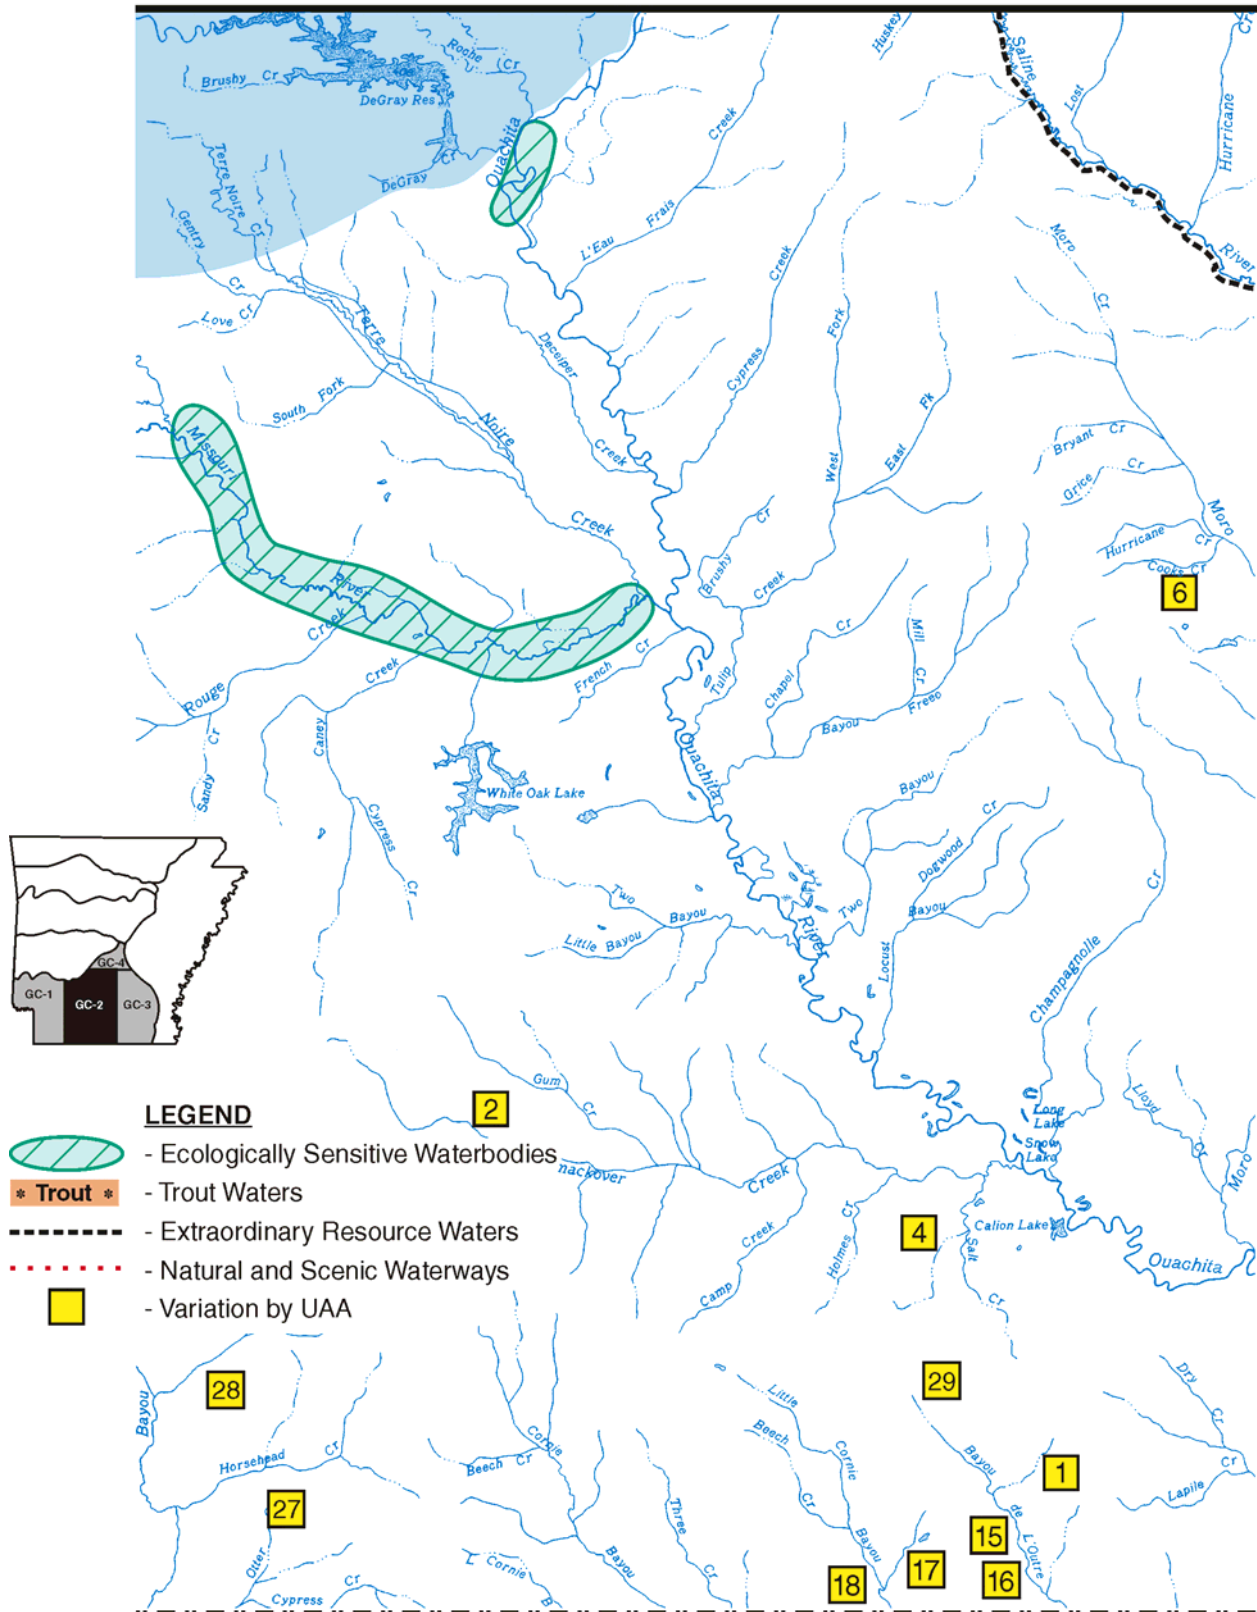 Roche
Cr
Huskey
Saline
Cr
Brushy Cr
DeGray Res
Lost
Hurricane
Ouachita
Creek
Cr
DeGray
Terre Noire Cr
Gentry
Cr
L'Eau Frais
Moro
Cr
River
Love Cr
Terre
Noire
Creek
Deceiper
Creek
Cypress
Creek
West
Fork
East Fk
South Fork
Missouri
River
Bryant Cr
Grice Cr
Moro
Hurricane Cr
Cooks Cr
6
Brushy Cr
Creek
Creek
Creek
French Cr
Tulip
Chapel Cr
Mill Cr
Bayou Freeo
Rouge
Sandy Cr
Caney
Cypress Cr
White Oak Lake
Ouachita
River
Bayou
Two
Dogwood Cr
Bayou
Locust
Two
Bayou
Little Bayou
Cr
Champagnolle
GC-4
GC-1
GC-2
GC-3
Gum Cr
2
Long
Lake
Snow
Lake
Lloyd
Cr
Moro
nackover
Creek
Creek
Camp
Holmes Cr
4
Salt
Cr
Calion Lake
Ouachita
LEGEND
- Ecologically Sensitive Waterbodies
* Trout *
- Trout Waters
- Extraordinary Resource Waters
- Natural and Scenic Waterways
- Variation by UAA
28
Bayou
Horsehead Cr
27
Otter
Cypress Cr
Cornie
Beech Cr
Bayou
L Cornie
B
Three
Cr
Little
Cornie
Bayou
Beech
Cr
29
Bayou
de
L'Outre
1
15
16
17
18
Dry
Cr
Lapile
Cr